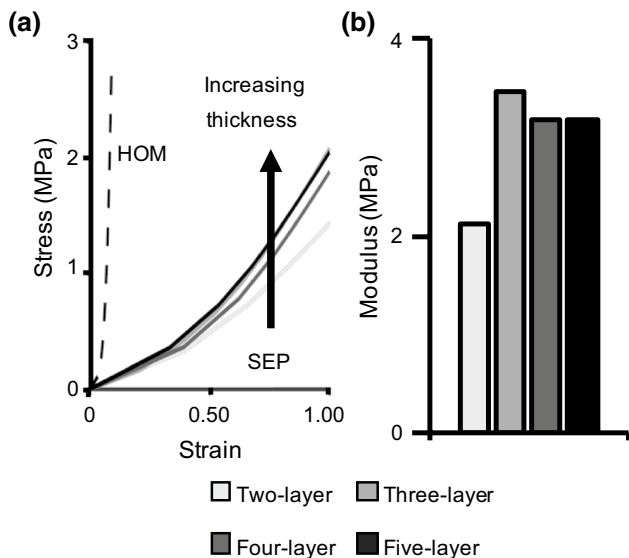 (a)
3
2
1
0
Stress (MPa)
HOM
Increasing
thickness
SEP
0
0.50
1.00
Strain
(b)
4
2
0
Modulus (MPa)
Two-layer
Three-layer
Four-layer
Five-layer